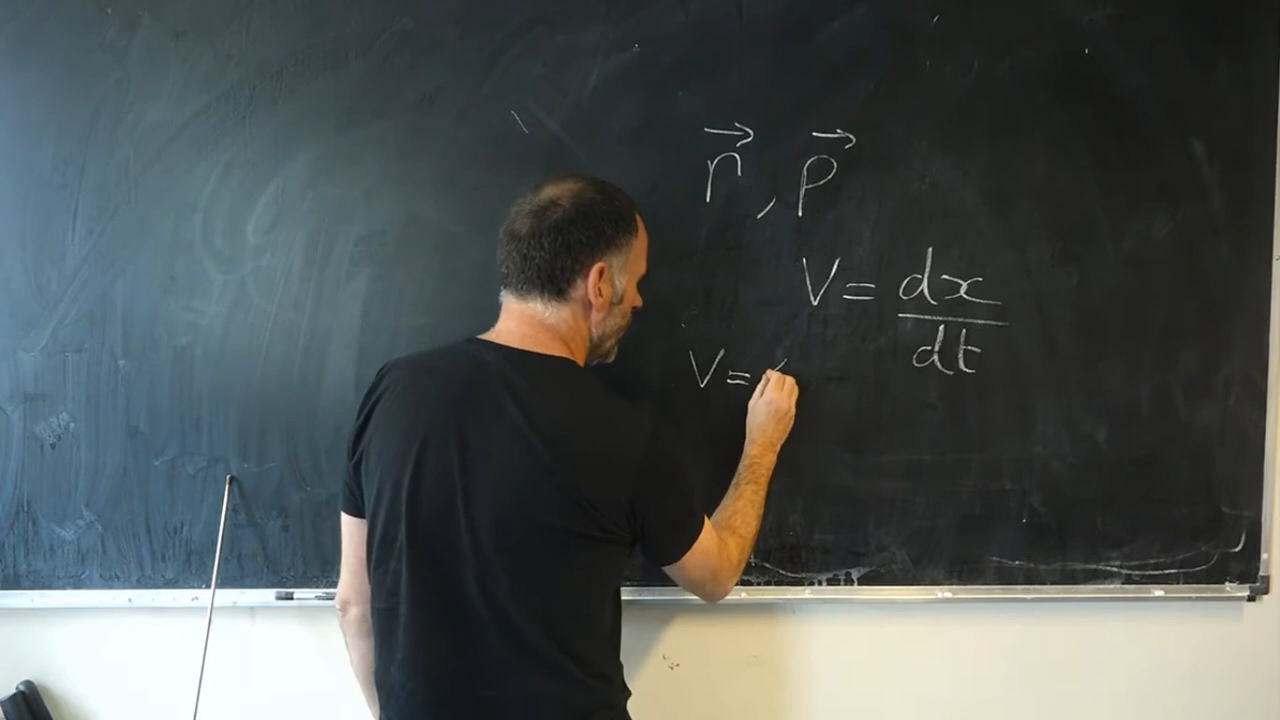 r⃗ , p⃗
V = dx/dt
V =